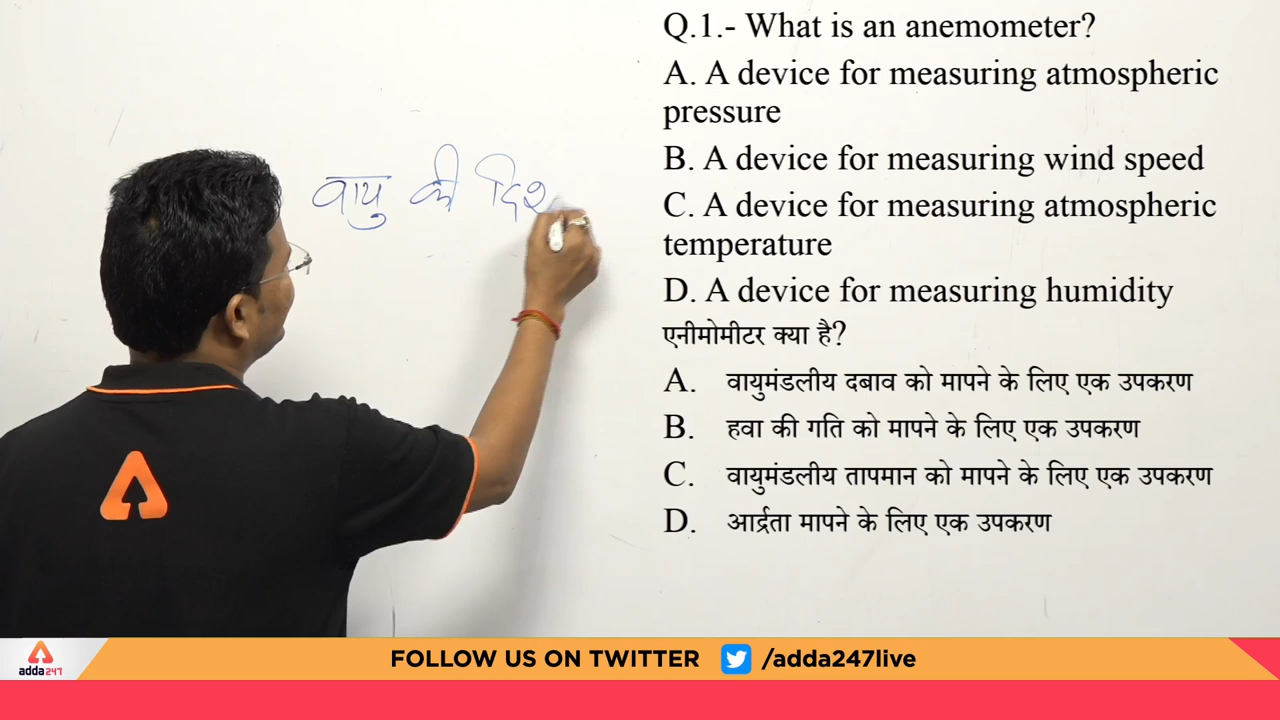 वायु की दिश
Q.1.- What is an anemometer?
A. A device for measuring atmospheric
pressure
B. A device for measuring wind speed
C. A device for measuring atmospheric
temperature
D. A device for measuring humidity
एनीमोमीटर क्या है?
A. वायुमंडलीय दबाव को मापने के लिए एक उपकरण
B. हवा की गति को मापने के लिए एक उपकरण
C. वायुमंडलीय तापमान को मापने के लिए एक उपकरण
D. आर्द्रता मापने के लिए एक उपकरण
adda247
FOLLOW US ON TWITTER /adda247live